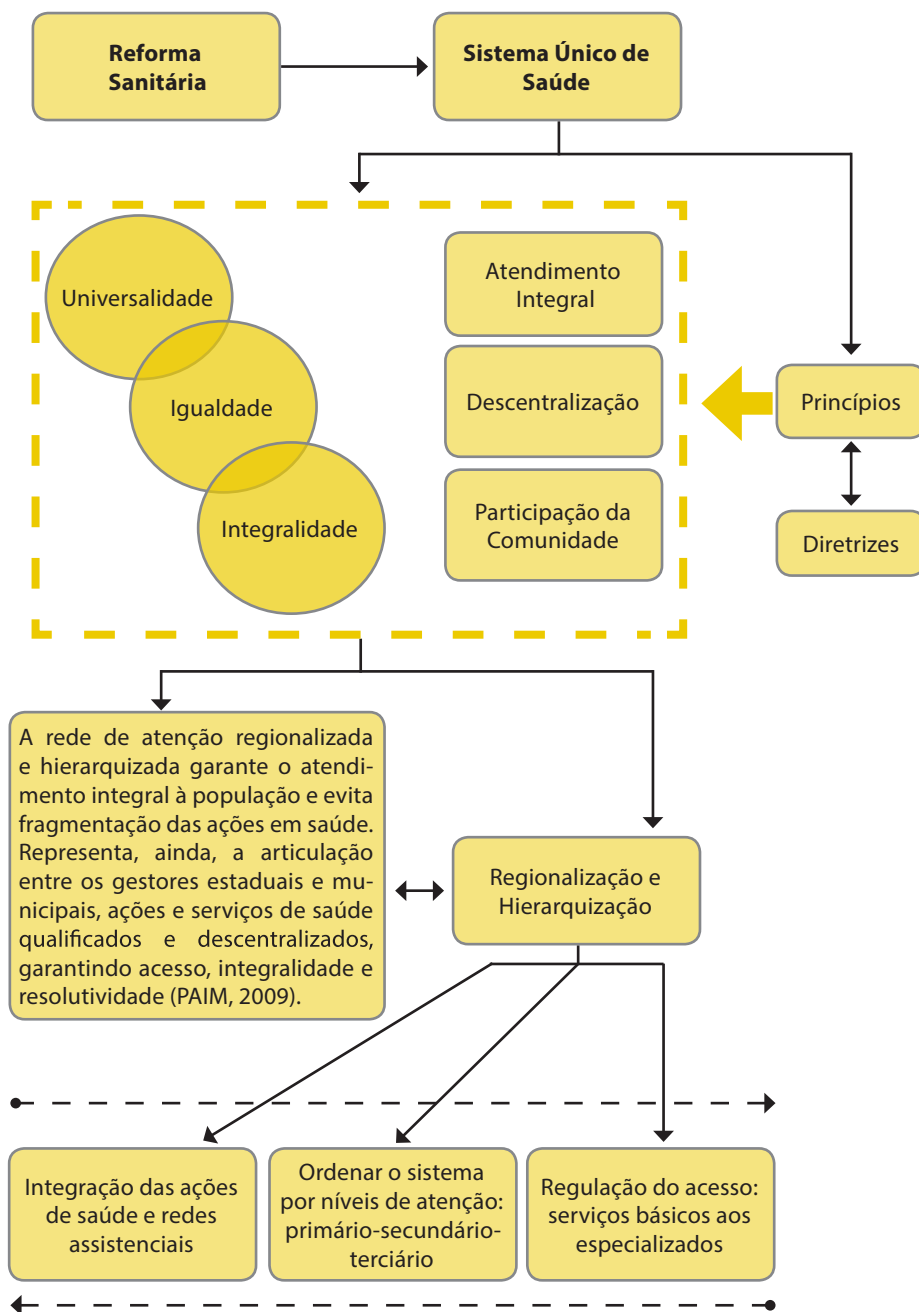 Reforma
Sanitária
Sistema Único de
Saúde
Universalidade
Igualdade
Integralidade
Atendimento
Integral
Descentralização
Participação da
Comunidade
Princípios
Diretrizes
A rede de atenção regionalizada
e hierarquizada garante o atendi-
mento integral à população e evita
fragmentação das ações em saúde.
Representa, ainda, a articulação
entre os gestores estaduais e mu-
nicipais, ações e serviços de saúde
qualificados e descentralizados,
garantindo acesso, integralidade e
resolutividade (PAIM, 2009).
Regionalização e
Hierarquização
Integração das ações
de saúde e redes
assistenciais
Ordenar o sistema
por níveis de atenção:
primário-secundário-
terciário
Regulação do acesso:
serviços básicos aos
especializados